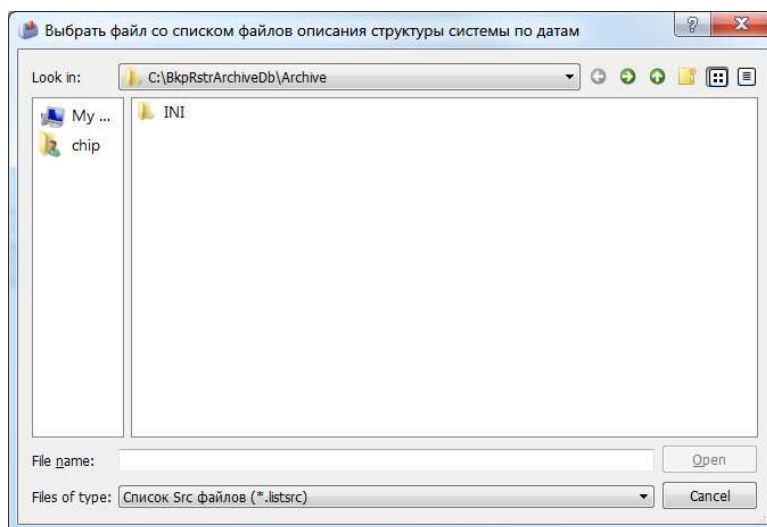 Выбрать файл со списком файлов описания структуры системы по датам
Look in: C:\BkpRstrArchiveDb\Archive
My ...
INI
chip
File name:
Open
Files of type: Список Src файлов (*.listsrc)
Cancel